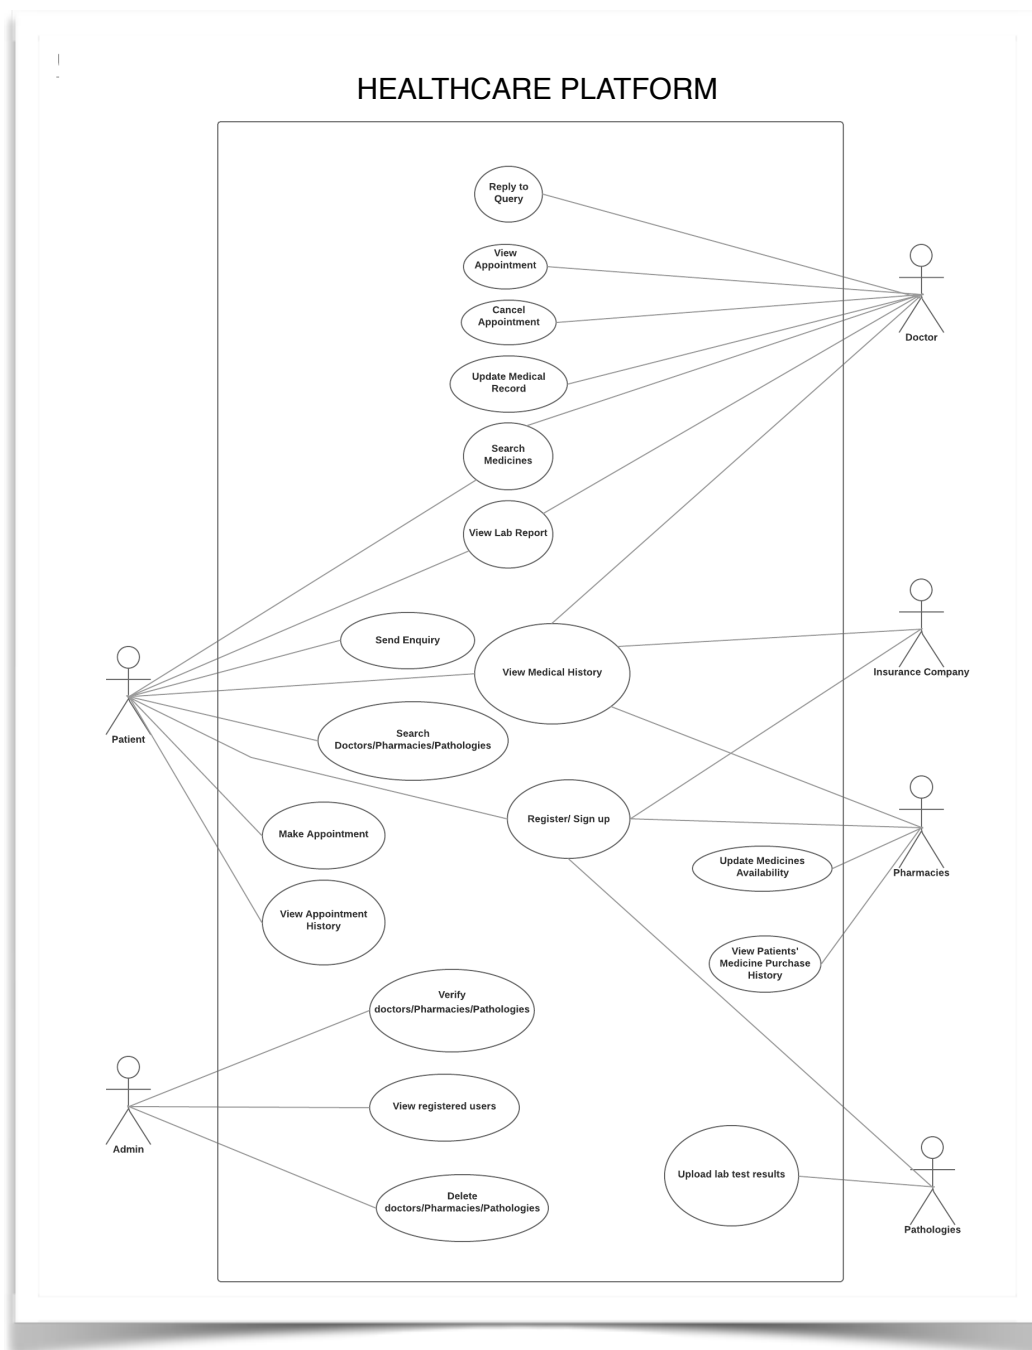 HEALTHCARE PLATFORM
Reply to
Query
View
Appointment
Cancel
Appointment
Doctor
Update Medical
Record
Search
Medicines
View Lab Report
Send Enquiry
View Medical History
Insurance Company
Patient
Search
Doctors/Pharmacies/Pathologies
Register/ Sign up
Make Appointment
Update Medicines
Availability
Pharmacies
View Appointment
History
View Patients'
Medicine Purchase
History
Verify
doctors/Pharmacies/Pathologies
View registered users
Admin
Upload lab test results
Delete
doctors/Pharmacies/Pathologies
Pathologies